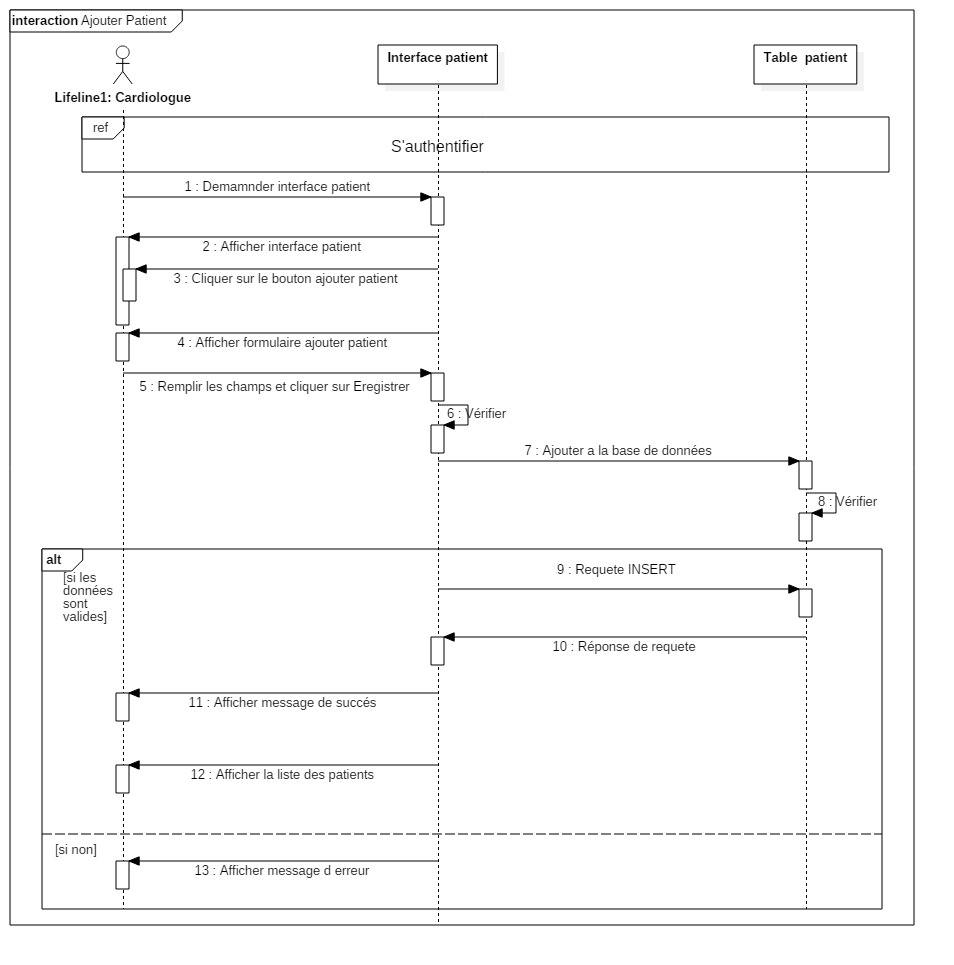 interaction Ajouter Patient
Interface patient
Table patient
Lifeline1: Cardiologue
ref
S'authentifier
1 : Demamnder interface patient
2 : Afficher interface patient
3 : Cliquer sur le bouton ajouter patient
4 : Afficher formulaire ajouter patient
5 : Remplir les champs et cliquer sur Eregistrer
6 : Vérifier
7 : Ajouter a la base de données
8 : Vérifier
alt
[si les
données
sont
valides]
9 : Requete INSERT
10 : Réponse de requete
11 : Afficher message de succés
12 : Afficher la liste des patients
[si non]
13 : Afficher message d erreur